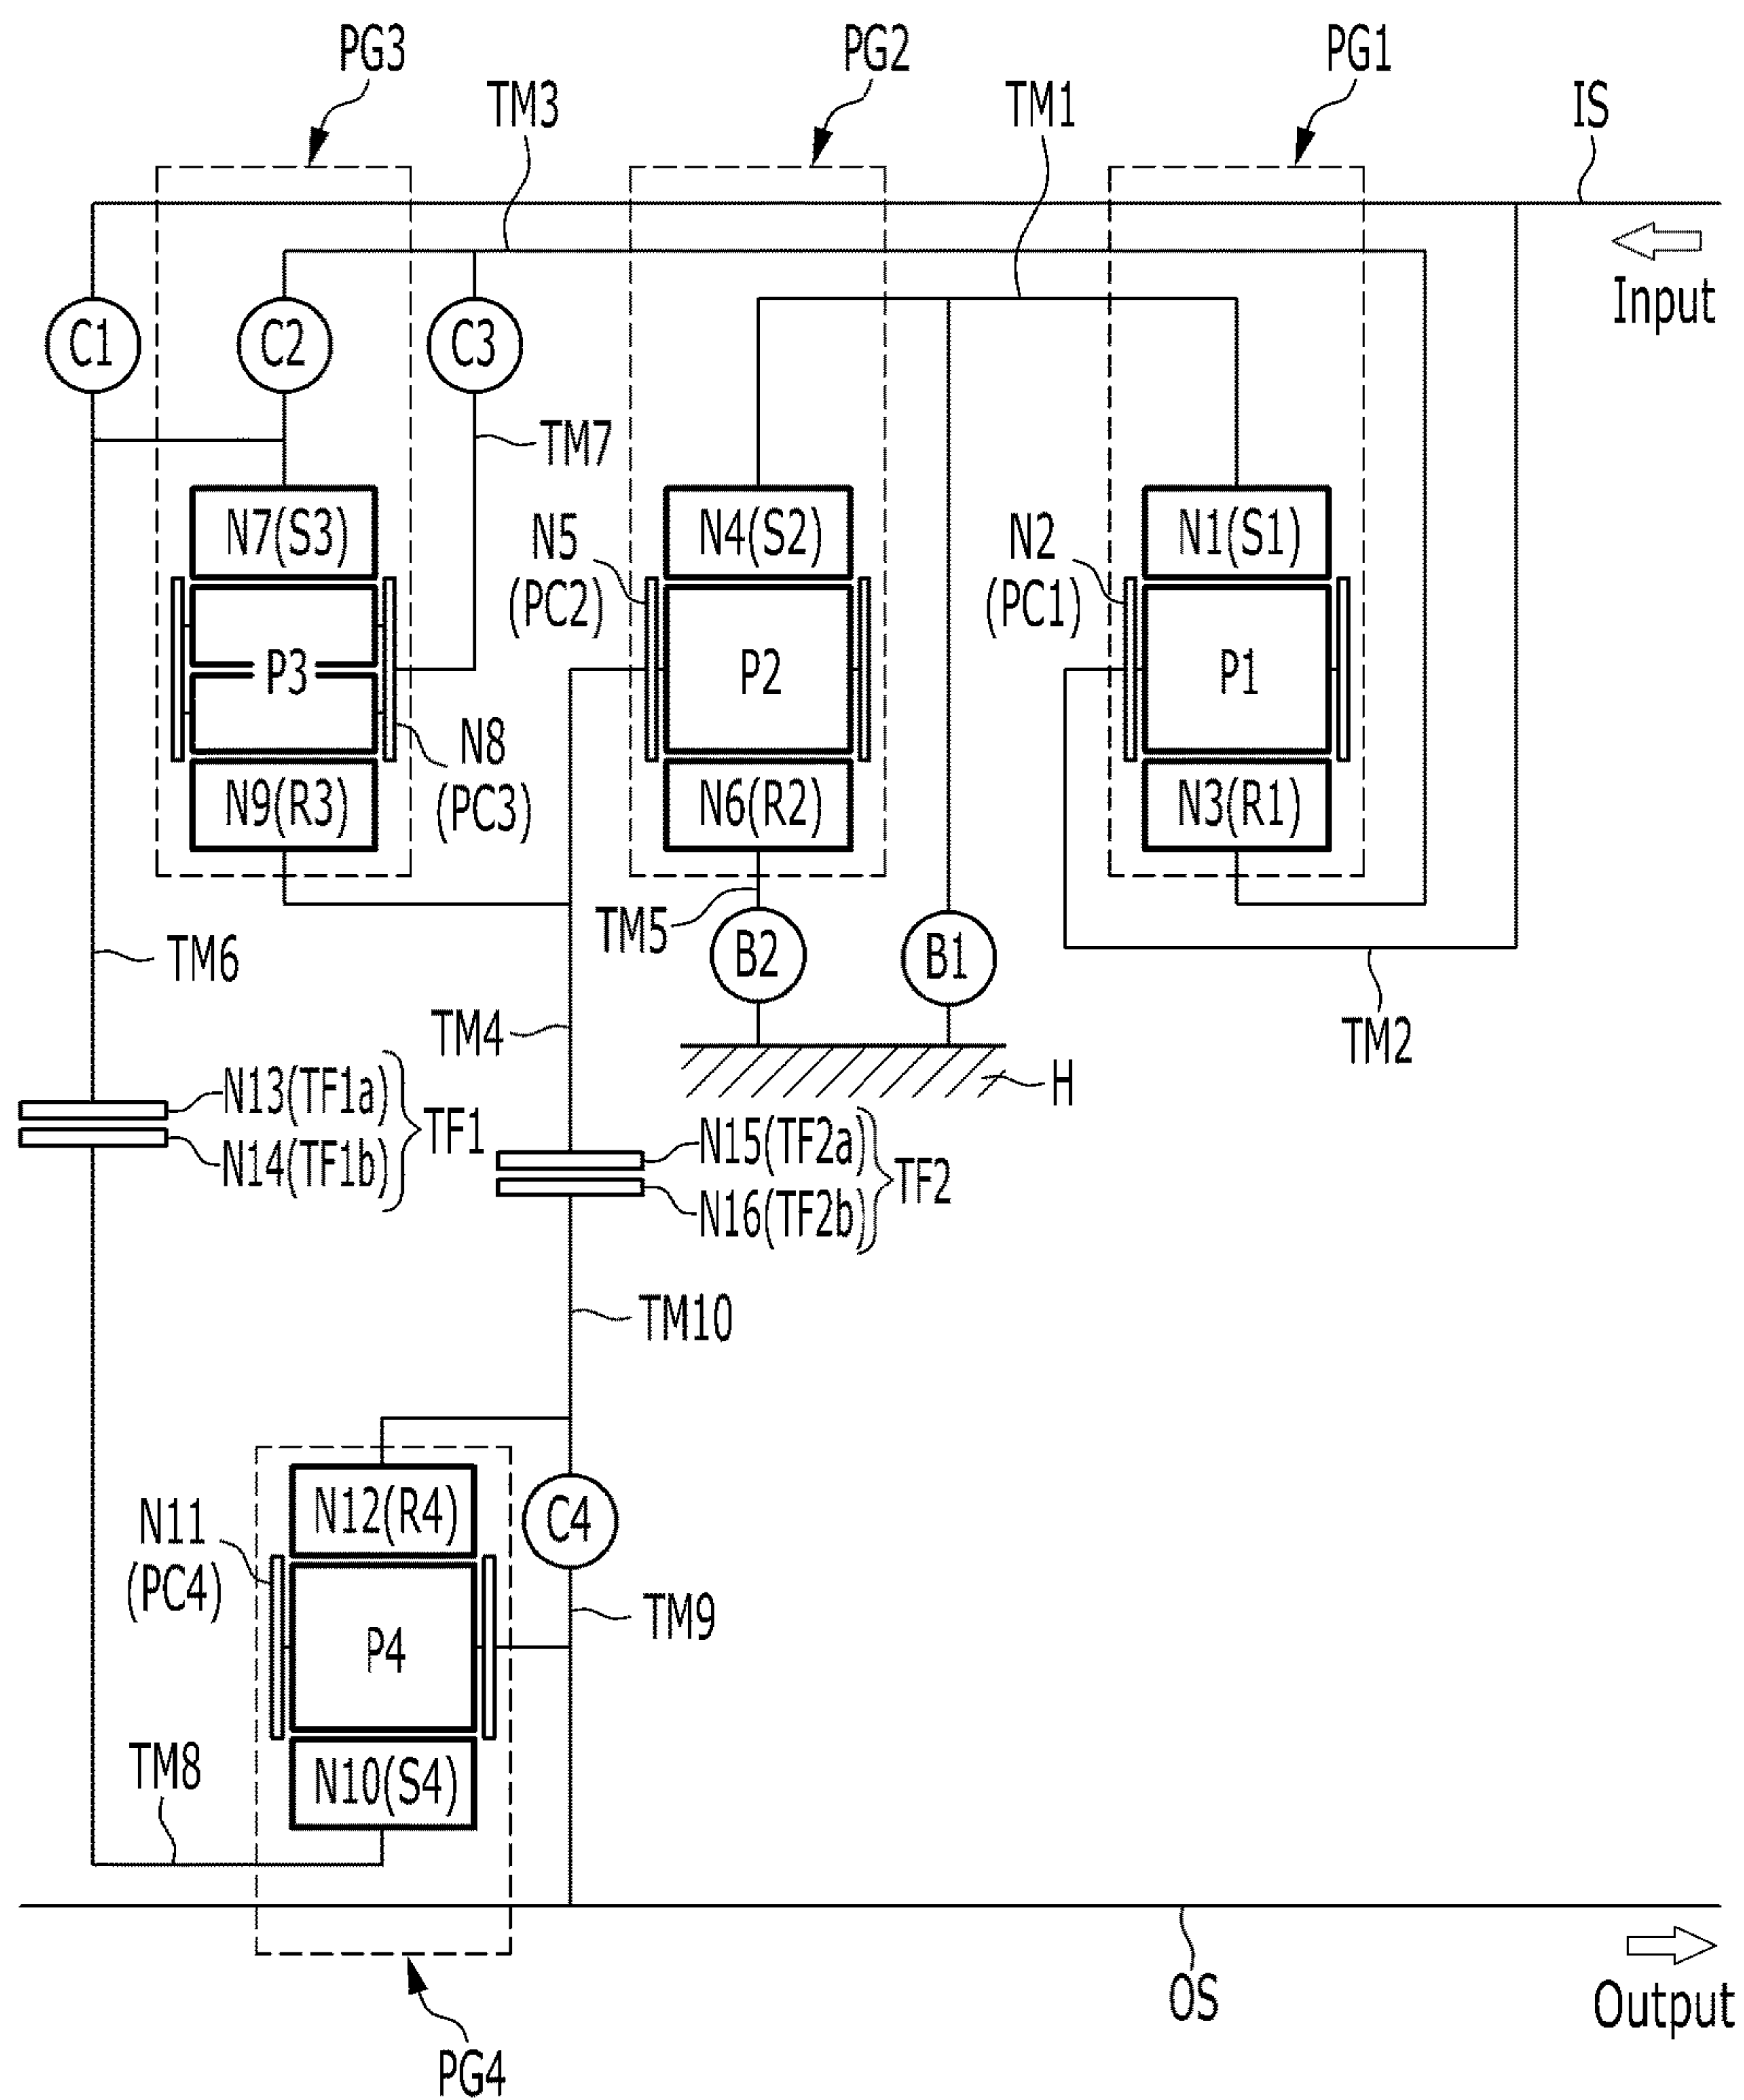 PG3
PG2
PG1
TM3
TM1
IS
Input
C1
C2
C3
TM7
N7(S3)
N5
(PC2)
N4(S2)
N2
(PC1)
N1(S1)
P3
P2
P1
N8
(PC3)
N9(R3)
N6(R2)
N3(R1)
TM5
B2
B1
TM6
TM4
TM2
H
N13(TF1a)
N14(TF1b)
TF1
N15(TF2a)
N16(TF2b)
TF2
TM10
N11
(PC4)
N12(R4)
C4
P4
TM9
TM8
N10(S4)
OS
Output
PG4